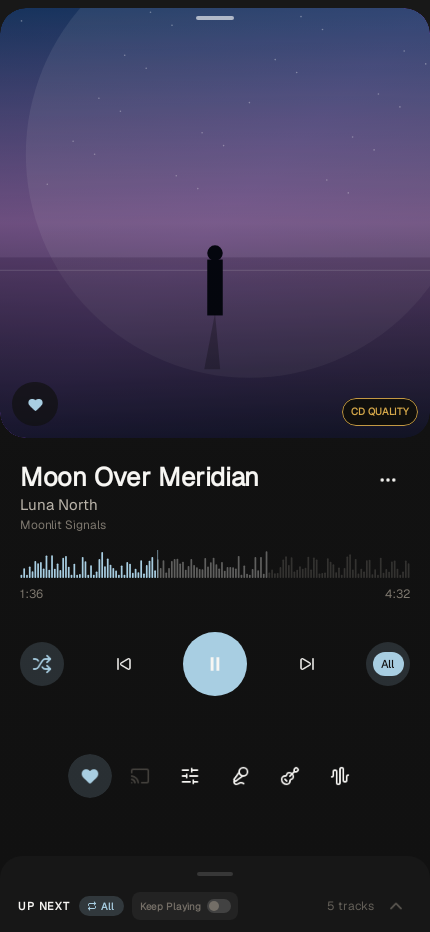 CD QUALITY
Moon Over Meridian
Luna North
Moonlit Signals
1:36
4:32
All
UP NEXT
All
Keep Playing
5 tracks